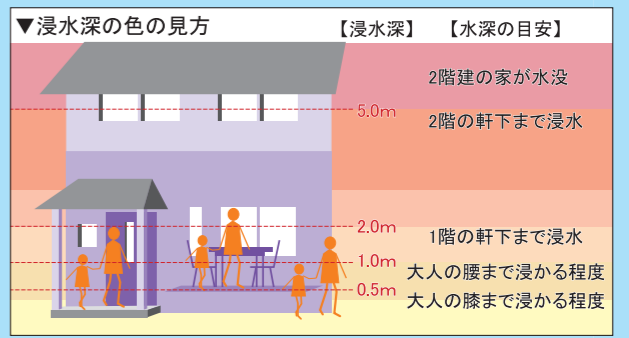 ▼浸水深の色の見方 【浸水深】 【水深の目安】
2階建の家が水没
5.0m 2階の軒下まで浸水
2.0m 1階の軒下まで浸水
1.0m 大人の腰まで浸かる程度
0.5m 大人の膝まで浸かる程度